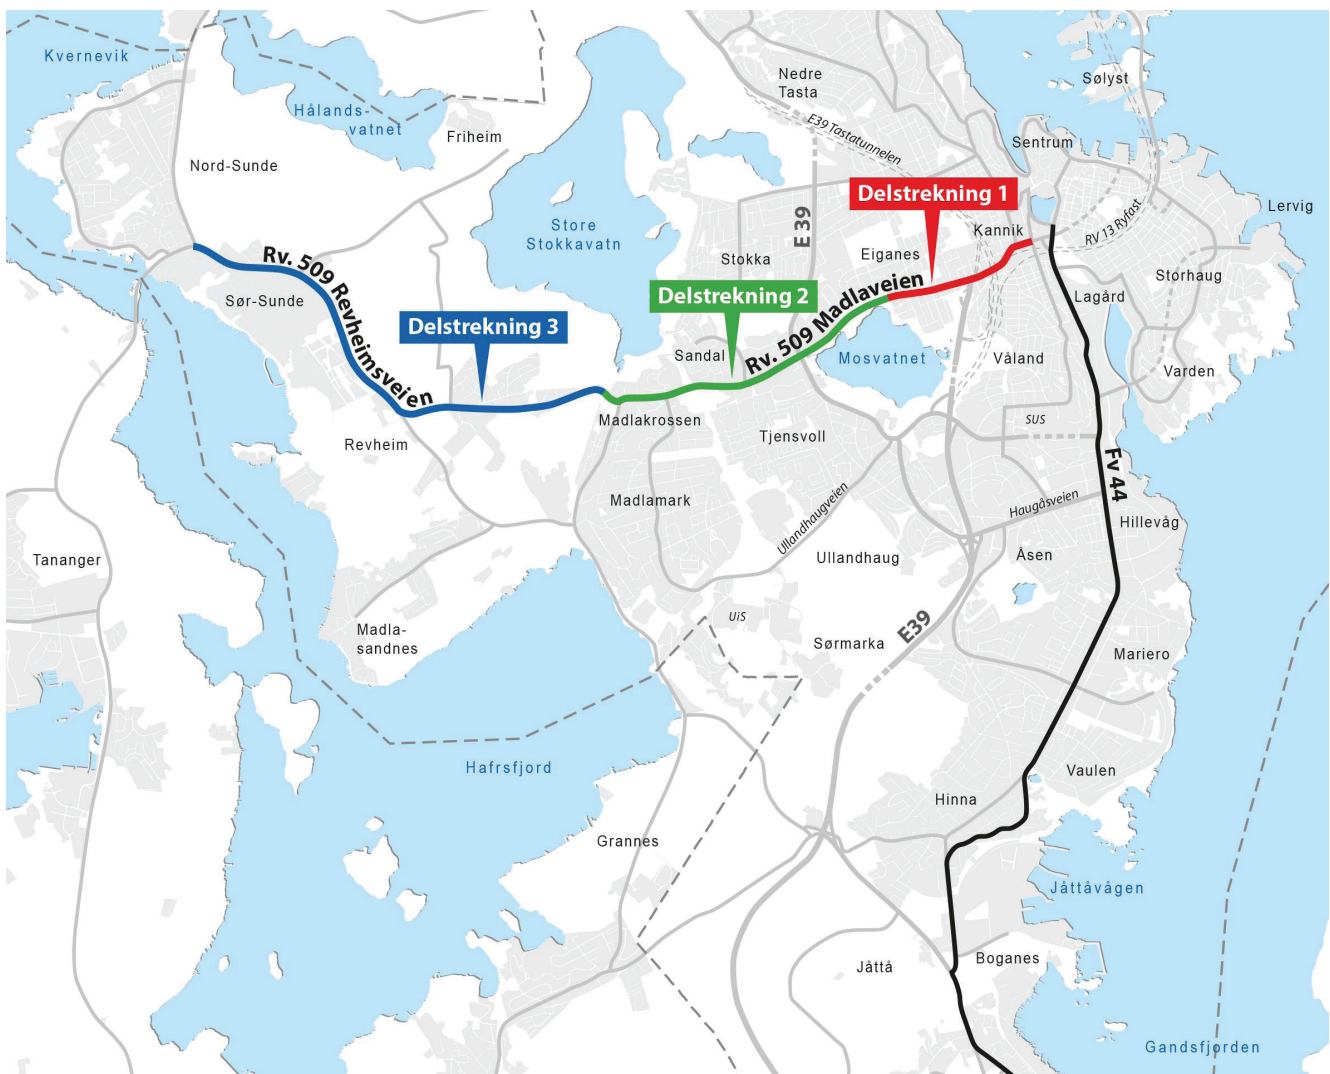 Kvernevik
Sølyst
Nedre
Tasta
Hålands-
vatnet
E39 Tastatunnelen
Friheim
Sentrum
Nord-Sunde
Delstrekning 1
Lervig
Store
Stokkavatn
E 39
Kannik
RV 13 Ryfast
Rv. 509 Revheimsveien
Stokka
Eiganes
Storhaug
Sør-Sunde
Delstrekning 2
Lagård
Delstrekning 3
Rv. 509 Madlaveien
Sandal
Mosvatnet
Våland
Varden
Madlakrossen
SUS
Revheim
Tjensvoll
Fv 44
Madlamark
Ullandhaugveien
Haugåsveien
Hillevåg
Tananger
Ullandhaug
Åsen
UiS
E39
Madla-
sandnes
Sørmarka
Mariero
Hafrsfjord
Vaulen
Hinna
Grannes
Jåttåvågen
Jåttå
Boganes
Gandsfjorden